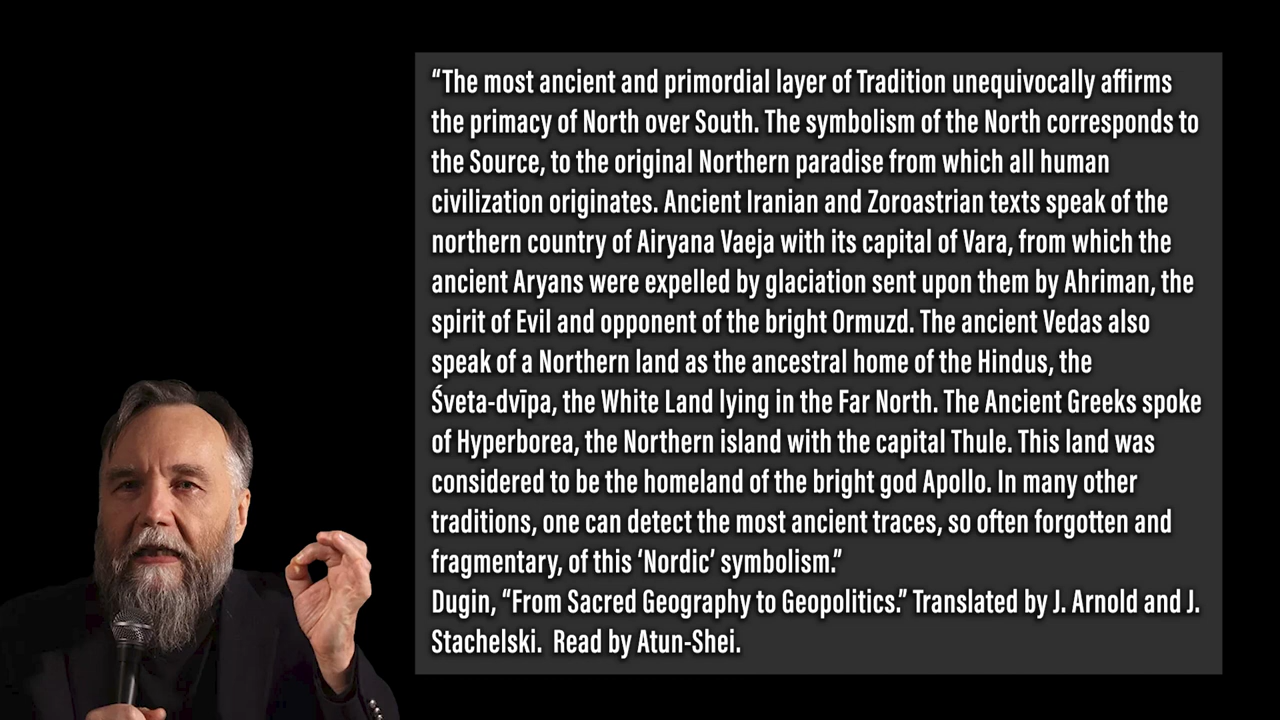 “The most ancient and primordial layer of Tradition unequivocally affirms
the primacy of North over South. The symbolism of the North corresponds to
the Source, to the original Northern paradise from which all human
civilization originates. Ancient Iranian and Zoroastrian texts speak of the
northern country of Airyana Vaeja with its capital of Vara, from which the
ancient Aryans were expelled by glaciation sent upon them by Ahriman, the
spirit of Evil and opponent of the bright Ormuzd. The ancient Vedas also
speak of a Northern land as the ancestral home of the Hindus, the
Śveta-dvīpa, the White Land lying in the Far North. The Ancient Greeks spoke
of Hyperborea, the Northern island with the capital Thule. This land was
considered to be the homeland of the bright god Apollo. In many other
traditions, one can detect the most ancient traces, so often forgotten and
fragmentary, of this ‘Nordic’ symbolism.”
Dugin, “From Sacred Geography to Geopolitics.” Translated by J. Arnold and J.
Stachelski.  Read by Atun-Shei.